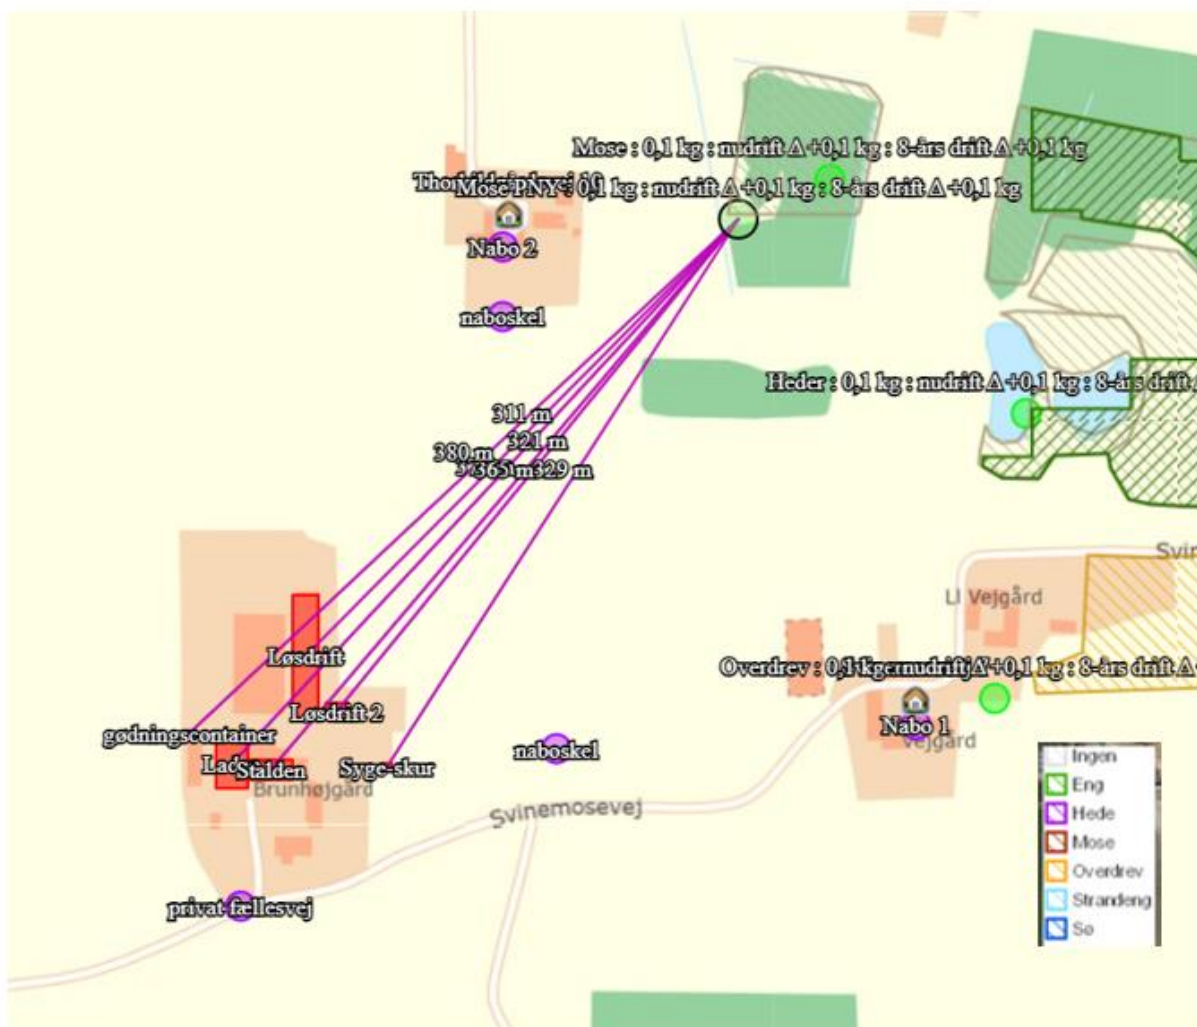 Mose : 0,1 kg : nudrift Δ +0,1 kg : 8-års drift Δ +0,1 kg
Mose PNY : 0,1 kg : nudrift Δ +0,1 kg : 8-års drift Δ +0,1 kg
Nabo 2
naboskel
Heder : 0,1 kg : nudrift Δ +0,1 kg : 8-års drift Δ
311 m
321 m
380 m
365 m
329 m
Ll Vejgård
Løsdrift
Overdrev : nudrift +0,1 kg : 8-års drift Δ
Løsdrift 2
Nabo 1
gødningscontainer
Vejgård
naboskel
Stalden
Syge-skur
Brunhøjgård
Svinemosevej
privat fællesvej
Ingen
Eng
Hede
Mose
Overdrev
Strandeng
Sø